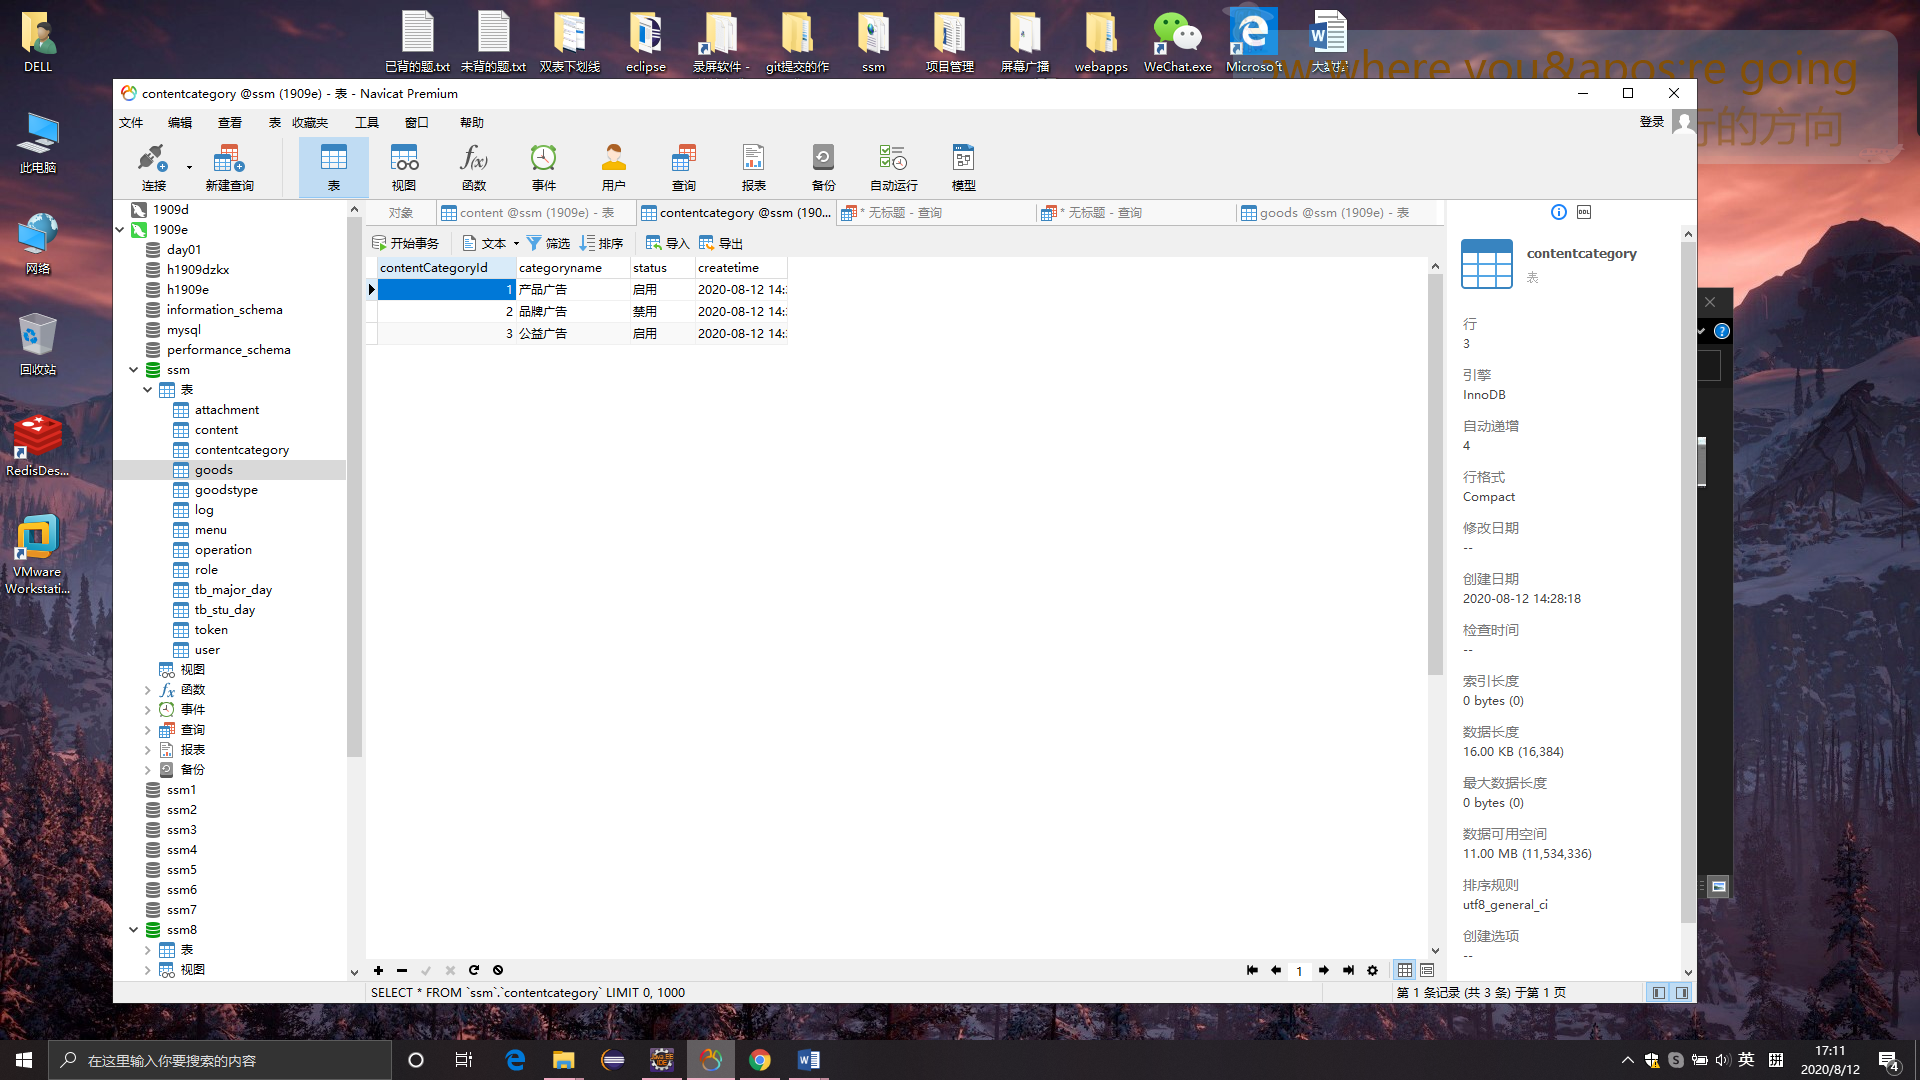 DELL
此电脑
网络
回收站
RedisDes...
VMware
Workstati...
已背的题.txt
未背的题.txt
双表下划线
eclipse
录屏软件 -
git提交的作
ssm
项目管理
屏幕广播
webapps
WeChat.exe
Microsoft
where you&apos;re going
行的方向
contentcategory @ssm (1909e) - 表 - Navicat Premium
文件 编辑 查看 表 收藏夹 工具 窗口 帮助
登录
连接 新建查询 表 视图 函数 事件 用户 查询 报表 备份 自动运行 模型
对象
content @ssm (1909e) - 表
contentcategory @ssm (190...
* 无标题 - 查询
* 无标题 - 查询
goods @ssm (1909e) - 表
开始事务 文本 筛选 排序 导入 导出
contentCategoryId categoryname status createtime
1 产品广告 启用 2020-08-12 14:
2 品牌广告 禁用 2020-08-12 14:
3 公益广告 启用 2020-08-12 14:
1909d
1909e
day01
h1909dzkx
h1909e
information_schema
mysql
performance_schema
ssm
表
attachment
content
contentcategory
goods
goodstype
log
menu
operation
role
tb_major_day
tb_stu_day
token
user
视图
函数
事件
查询
报表
备份
ssm1
ssm2
ssm3
ssm4
ssm5
ssm6
ssm7
ssm8
表
视图
DDL
contentcategory
表
行
3
引擎
InnoDB
自动递增
4
行格式
Compact
修改日期
--
创建日期
2020-08-12 14:28:18
检查时间
--
索引长度
0 bytes (0)
数据长度
16.00 KB (16,384)
最大数据长度
0 bytes (0)
数据可用空间
11.00 MB (11,534,336)
排序规则
utf8_general_ci
创建选项
--
1
SELECT * FROM `ssm`.`contentcategory` LIMIT 0, 1000
第 1 条记录 (共 3 条) 于第 1 页
在这里输入你要搜索的内容
英
拼
17:11
2020/8/12
4